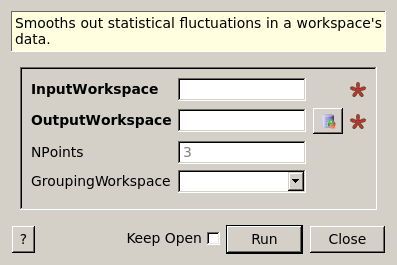 Smooths out statistical fluctuations in a workspace's
data.
InputWorkspace
OutputWorkspace
NPoints 3
GroupingWorkspace
? Keep Open Run Close